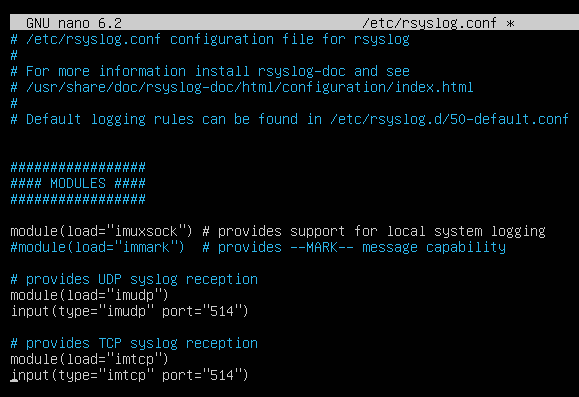 GNU nano 6.2 /etc/rsyslog.conf *
# /etc/rsyslog.conf configuration file for rsyslog
#
# For more information install rsyslog-doc and see
# /usr/share/doc/rsyslog-doc/html/configuration/index.html
#
# Default logging rules can be found in /etc/rsyslog.d/50-default.conf
#################
#### MODULES ####
#################
module(load="imuxsock") # provides support for local system logging
#module(load="immark")  # provides --MARK-- message capability
# provides UDP syslog reception
module(load="imudp")
input(type="imudp" port="514")
# provides TCP syslog reception
module(load="imtcp")
input(type="imtcp" port="514")